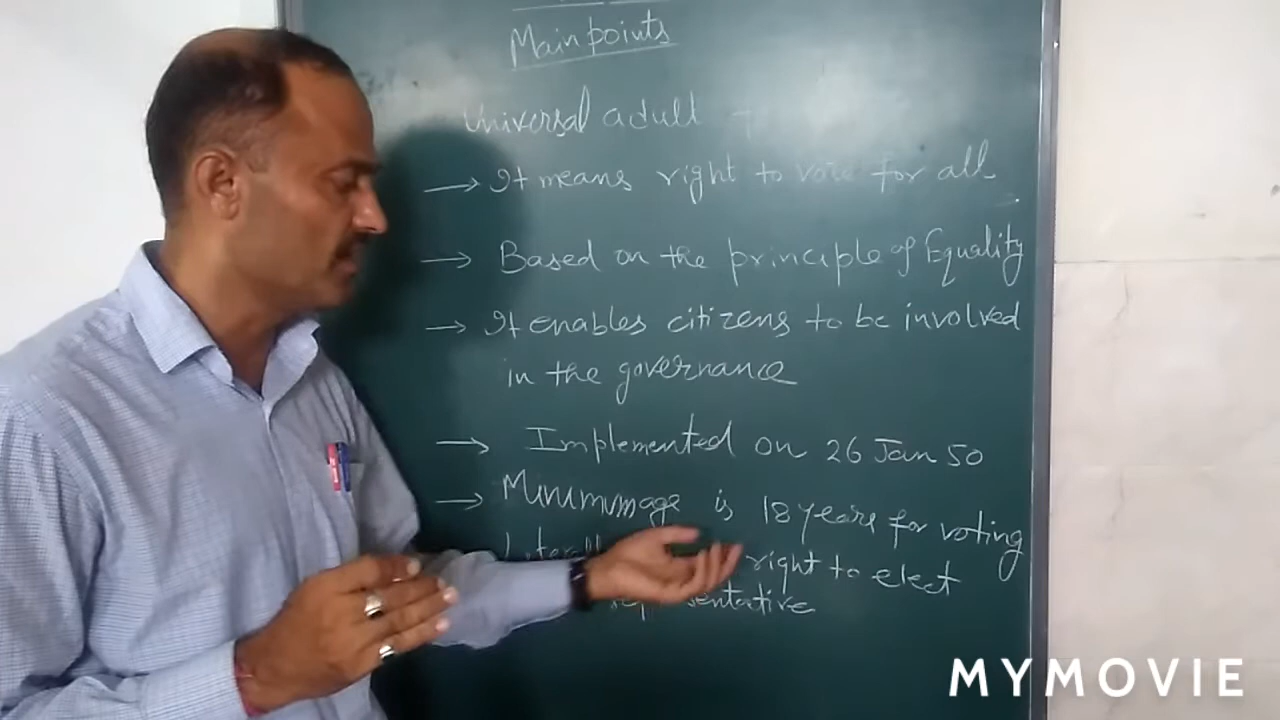 Main points
Universal adult
→ It means right to vote for all
→ Based on the principle of Equality
→ It enables citizens to be involved
in the governance
→ Implemented on 26 Jan 50
→ Minimum age is 18 years for voting
right to elect
representative
MYMOVIE